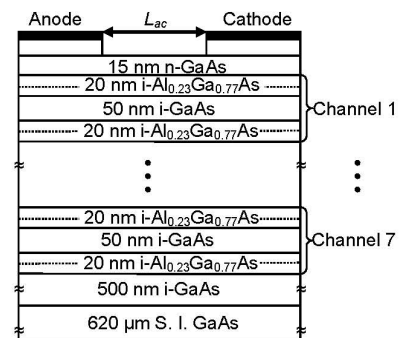 Anode L_ac Cathode
15 nm n-GaAs
20 nm i-Al₀.₂₃Ga₀.₇₇As
50 nm i-GaAs
Channel 1
20 nm i-Al₀.₂₃Ga₀.₇₇As
20 nm i-Al₀.₂₃Ga₀.₇₇As
50 nm i-GaAs
Channel 7
20 nm i-Al₀.₂₃Ga₀.₇₇As
500 nm i-GaAs
620 µm S. I. GaAs